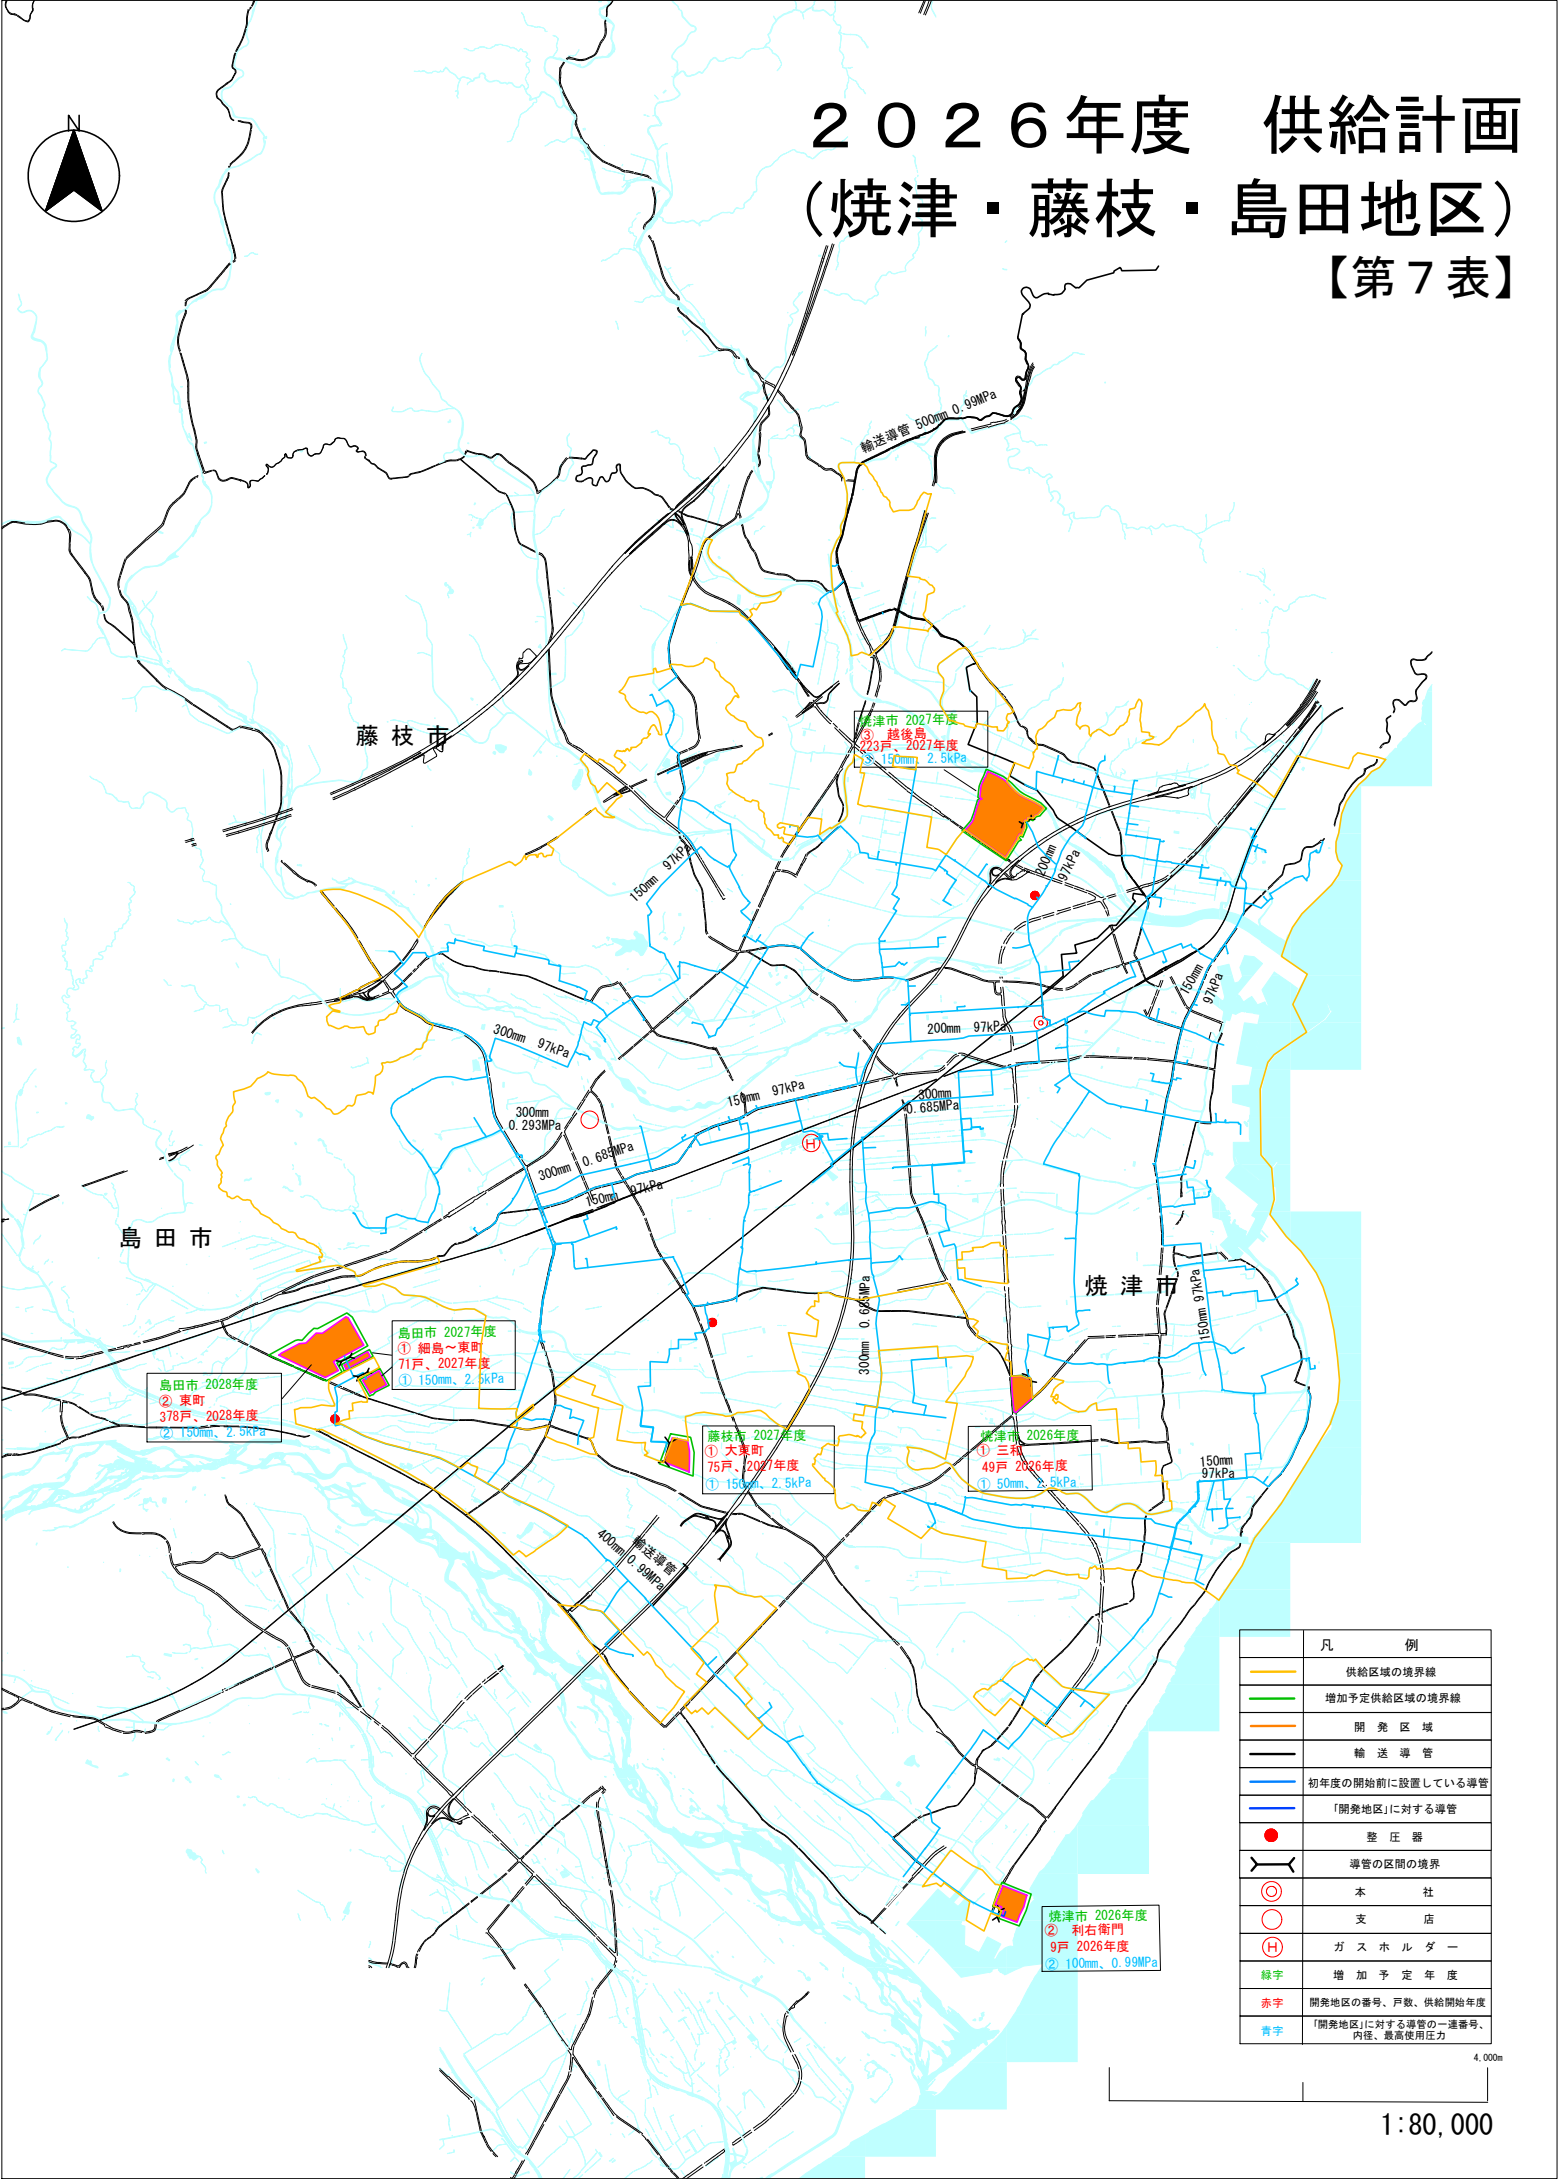 ２０２６年度　供給計画
（焼津・藤枝・島田地区）
【第７表】
N
輸送導管 500mm 0.99MPa
藤 枝 市
焼津市 2027年度
③ 越後島
223戸、2027年度
③ 150mm、2.5kPa
150mm 97kPa
200mm
97kPa
150mm
97kPa
300mm 97kPa
200mm 97kPa
150mm 97kPa
300mm
0.685MPa
300mm
0.293MPa
H
300mm 0.685MPa
150mm 97kPa
島 田 市
焼 津 市
300mm 0.685MPa
150mm 97kPa
島田市 2027年度
① 細島～東町
71戸、2027年度
① 150mm、2.5kPa
島田市 2028年度
② 東町
378戸、2028年度
② 150mm、2.5kPa
藤枝市 2027年度
① 大東町
75戸、2027年度
① 150mm、2.5kPa
焼津市 2026年度
① 三和
49戸 2026年度
① 50mm、2.5kPa
150mm
97kPa
輸送導管
400mm 0.99MPa
焼津市 2026年度
② 利右衛門
9戸 2026年度
② 100mm、0.99MPa
凡 例
供給区域の境界線
増加予定供給区域の境界線
開 発 区 域
輸 送 導 管
初年度の開始前に設置している導管
「開発地区」に対する導管
整 圧 器
導管の区間の境界
本 社
支 店
H ガ ス ホ ル ダ ー
緑字 増 加 予 定 年 度
赤字 開発地区の番号、戸数、供給開始年度
青字 「開発地区」に対する導管の一連番号、
内径、最高使用圧力
4,000m
1:80,000